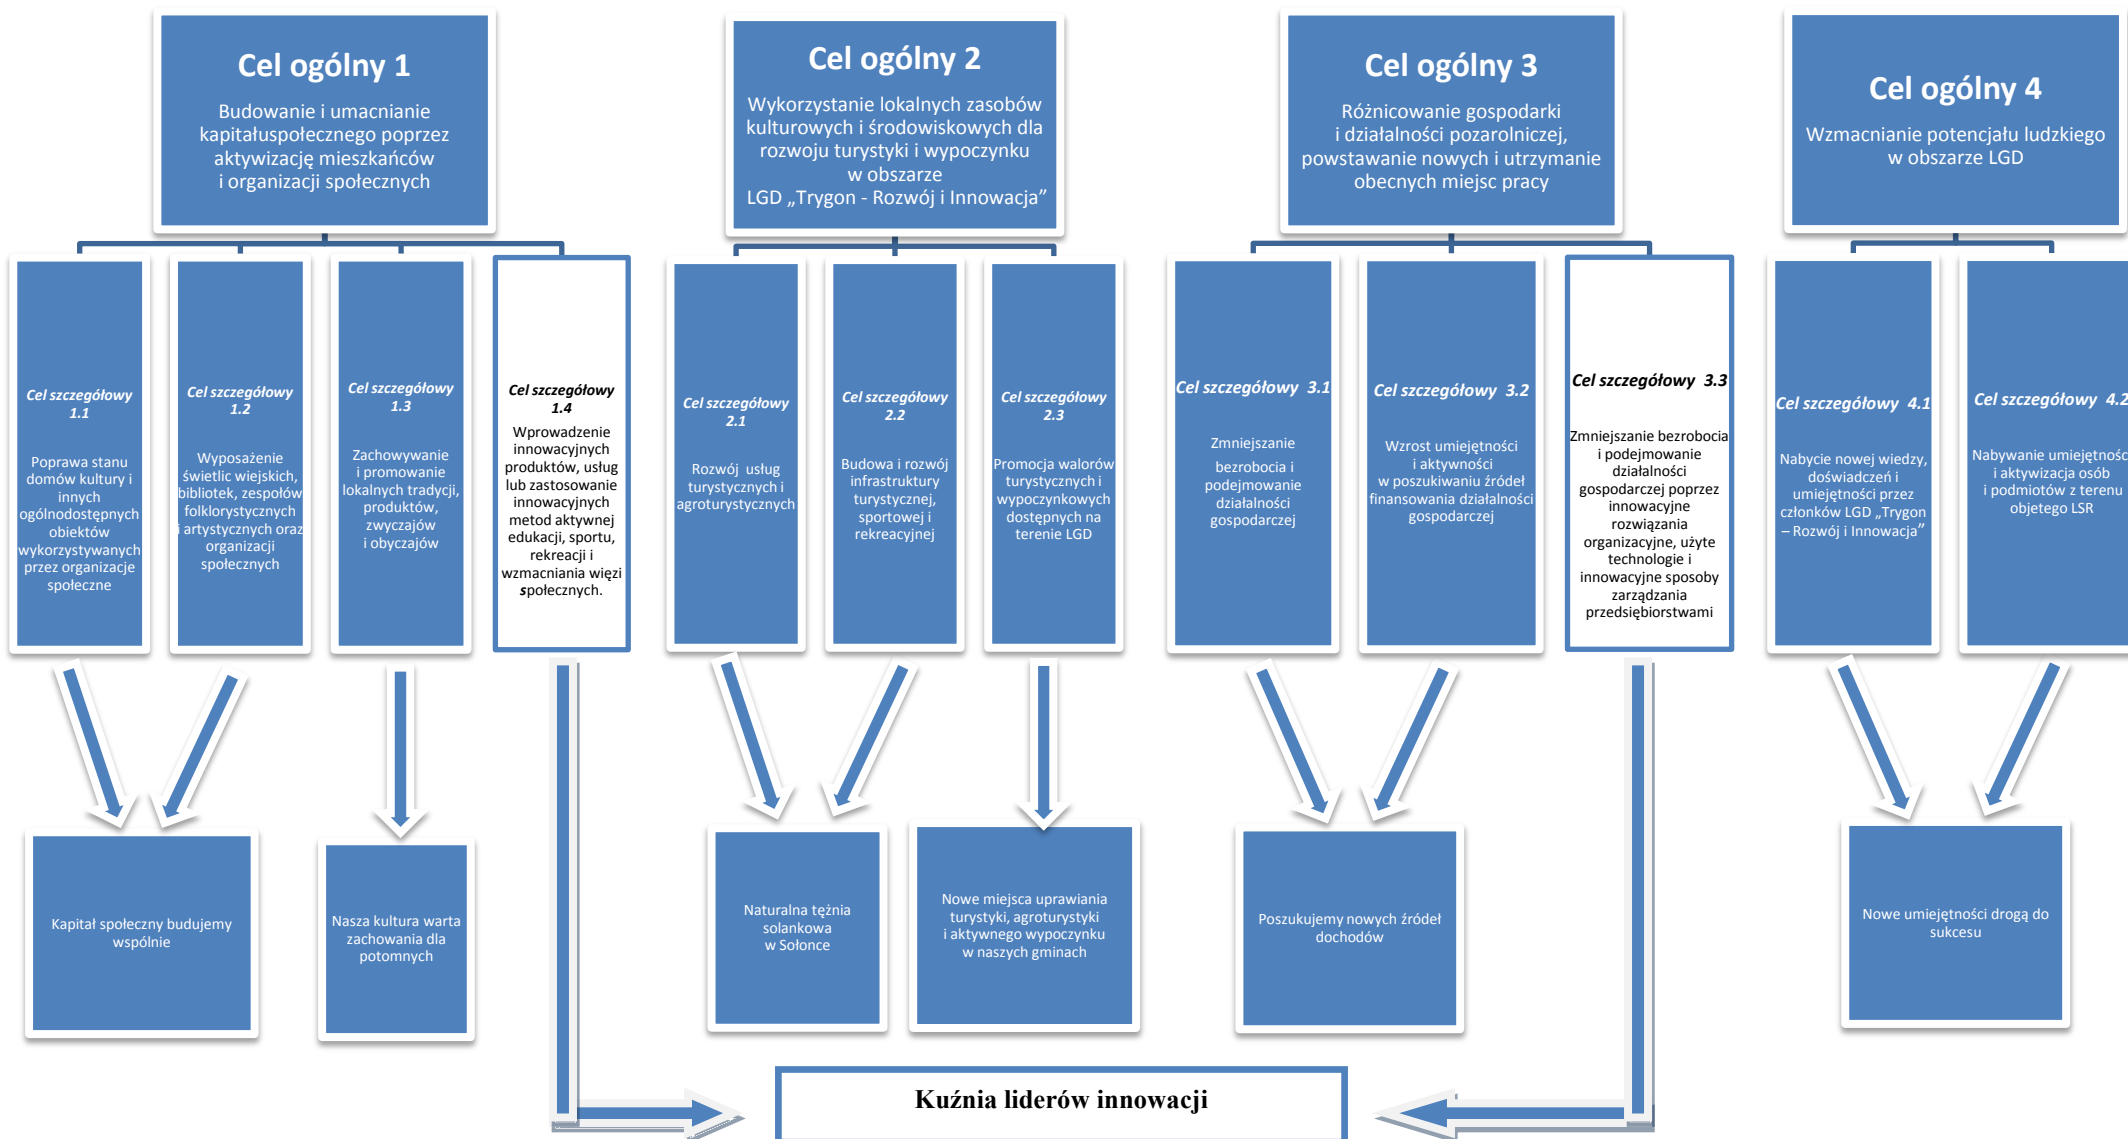 Cel ogólny 1
Budowanie i umacnianie
kapitałuspołecznego poprzez
aktywizację mieszkańców
i organizacji społecznych
Cel ogólny 2
Wykorzystanie lokalnych zasobów
kulturowych i środowiskowych dla
rozwoju turystyki i wypoczynku
w obszarze
LGD „Trygon - Rozwój i Innowacja”
Cel ogólny 3
Różnicowanie gospodarki
i działalności pozarolniczej,
powstawanie nowych i utrzymanie
obecnych miejsc pracy
Cel ogólny 4
Wzmacnianie potencjału ludzkiego
w obszarze LGD
Cel szczegółowy
1.1
Poprawa stanu
domów kultury i
innych
ogólnodostępnych
obiektów
wykorzystywanych
przez organizacje
społeczne
Cel szczegółowy
1.2
Wyposażenie
świetlic wiejskich,
bibliotek, zespołów
folklorystycznych
i artystycznych oraz
organizacji
społecznych
Cel szczegółowy
1.3
Zachowywanie
i promowanie
lokalnych tradycji,
produktów,
zwyczajów
i obyczajów
Cel szczegółowy
1.4
Wprowadzenie
innowacyjnych
produktów, usług
lub zastosowanie
innowacyjnych
metod aktywnej
edukacji, sportu,
rekreacji i
wzmacniania więzi
społecznych.
Cel szczegółowy
2.1
Rozwój usług
turystycznych i
agroturystycznych
Cel szczegółowy
2.2
Budowa i rozwój
infrastruktury
turystycznej,
sportowej i
rekreacyjnej
Cel szczegółowy
2.3
Promocja walorów
turystycznych i
wypoczynkowych
dostępnych na
terenie LGD
Cel szczegółowy 3.1
Zmniejszanie
bezrobocia i
podejmowanie
działalności
gospodarczej
Cel szczegółowy 3.2
Wzrost umiejętności
i aktywności
w poszukiwaniu źródeł
finansowania działalności
gospodarczej
Cel szczegółowy 3.3
Zmniejszanie bezrobocia
i podejmowanie
działalności
gospodarczej poprzez
innowacyjne
rozwiązania
organizacyjne, użyte
technologie i
innowacyjne sposoby
zarządzania
przedsiębiorstwami
Cel szczegółowy 4.1
Nabycie nowej wiedzy,
doświadczeń i
umiejętności przez
członków LGD „Trygon
– Rozwój i Innowacja”
Cel szczegółowy 4.2
Nabywanie umiejętnośc
i aktywizacja osób
i podmiotów z terenu
objetego LSR
Kapitał społeczny budujemy
wspólnie
Nasza kultura warta
zachowania dla
potomnych
Naturalna tężnia
solankowa
w Sołonce
Nowe miejsca uprawiania
turystyki, agroturystyki
i aktywnego wypoczynku
w naszych gminach
Poszukujemy nowych źródeł
dochodów
Nowe umiejętności drogą do
sukcesu
Kuźnia liderów innowacji